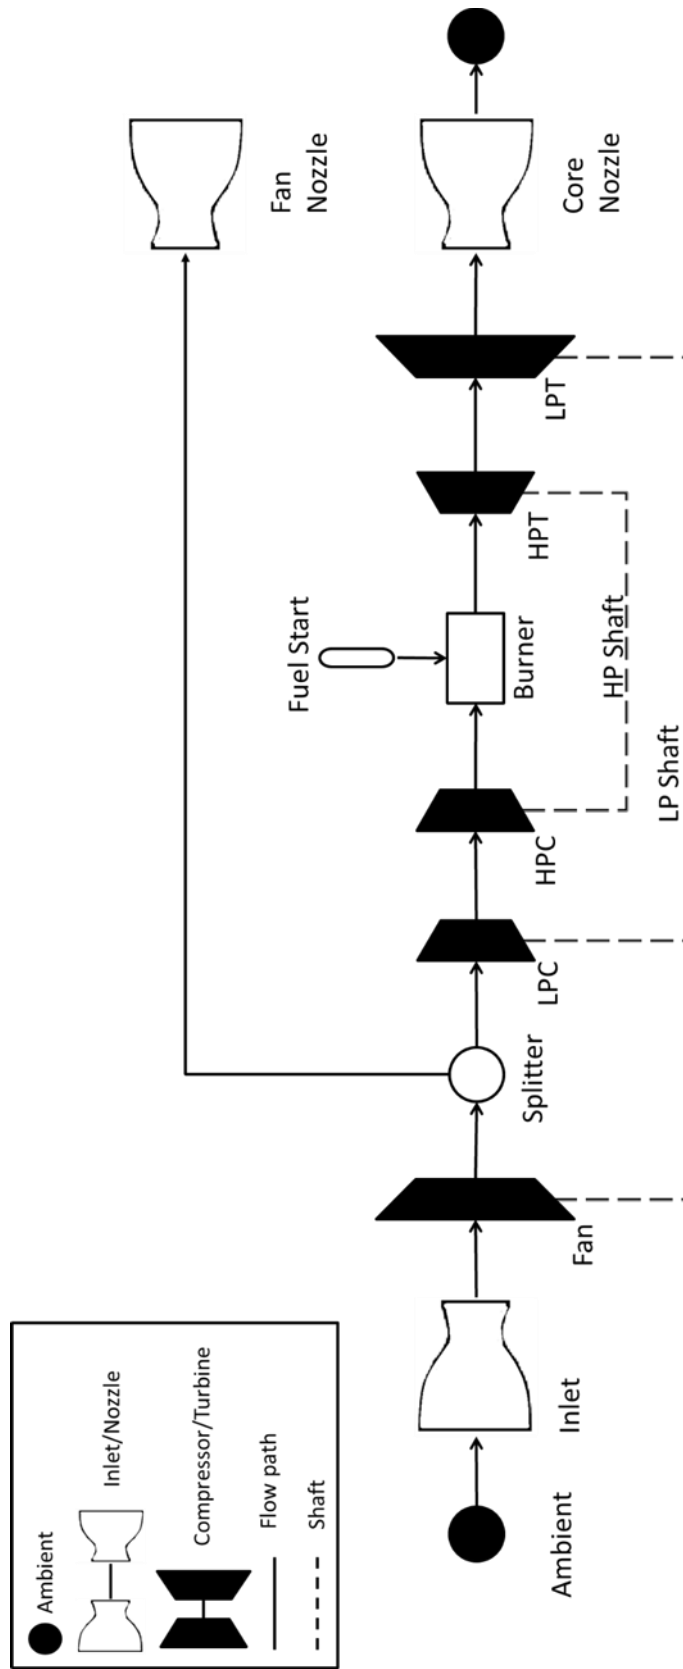 Ambient
Inlet/Nozzle
Compressor/Turbine
Flow path
Shaft
Fan
Nozzle
Fuel Start
Ambient
Inlet
Fan
Splitter
LPC
HPC
Burner
HPT
LPT
Core
Nozzle
HP Shaft
LP Shaft